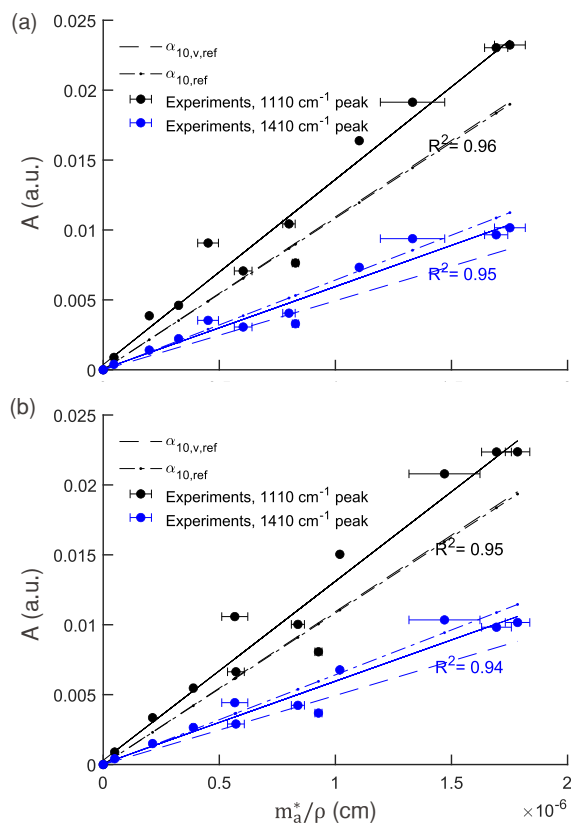 (a)
0.025
0.02
0.015
0.01
0.005
0
A (a.u.)
α10,v,ref
α10,ref
Experiments, 1110 cm⁻¹ peak
Experiments, 1410 cm⁻¹ peak
R²= 0.96
R²= 0.95
(b)
0.025
0.02
0.015
0.01
0.005
0
A (a.u.)
α10,v,ref
α10,ref
Experiments, 1110 cm⁻¹ peak
Experiments, 1410 cm⁻¹ peak
R²= 0.95
R²= 0.94
0 0.5 1 1.5 2
m*a/ρ (cm) ×10⁻⁶